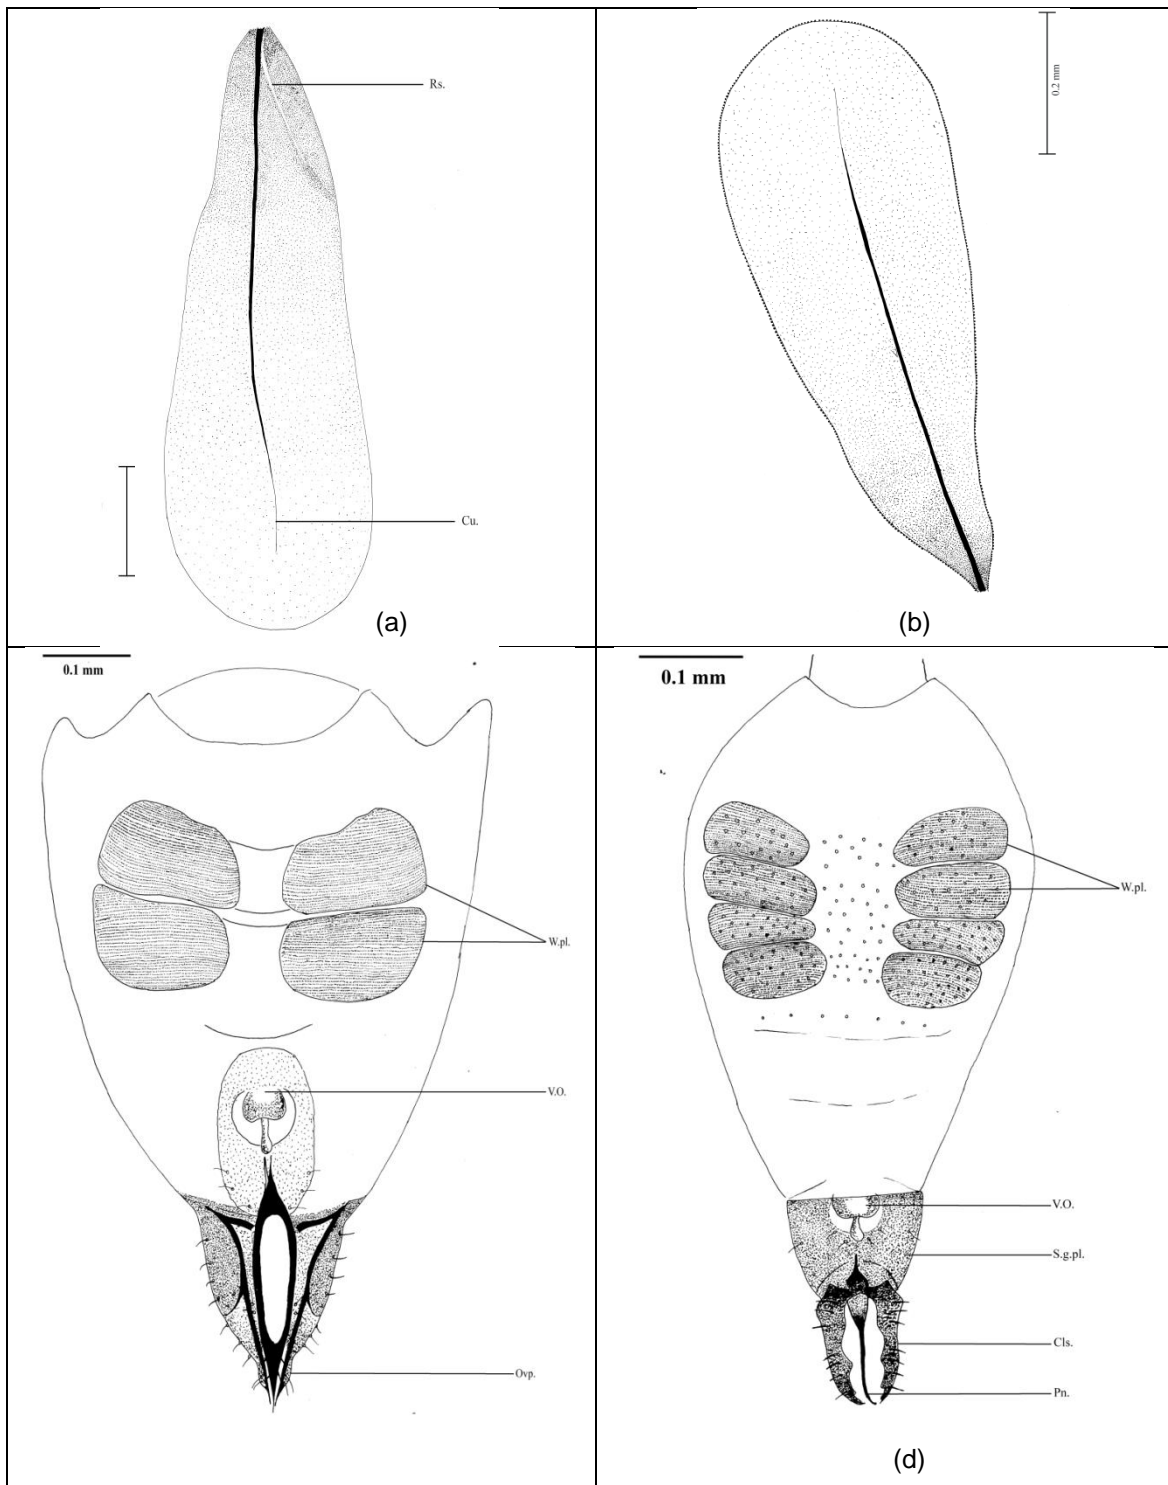 Rs.
Cu.
(a)
0.2 mm
(b)
0.1 mm
W.pl.
V.O.
Ovp.
0.1 mm
W.pl.
V.O.
S.g.pl.
Cls.
Pn.
(d)